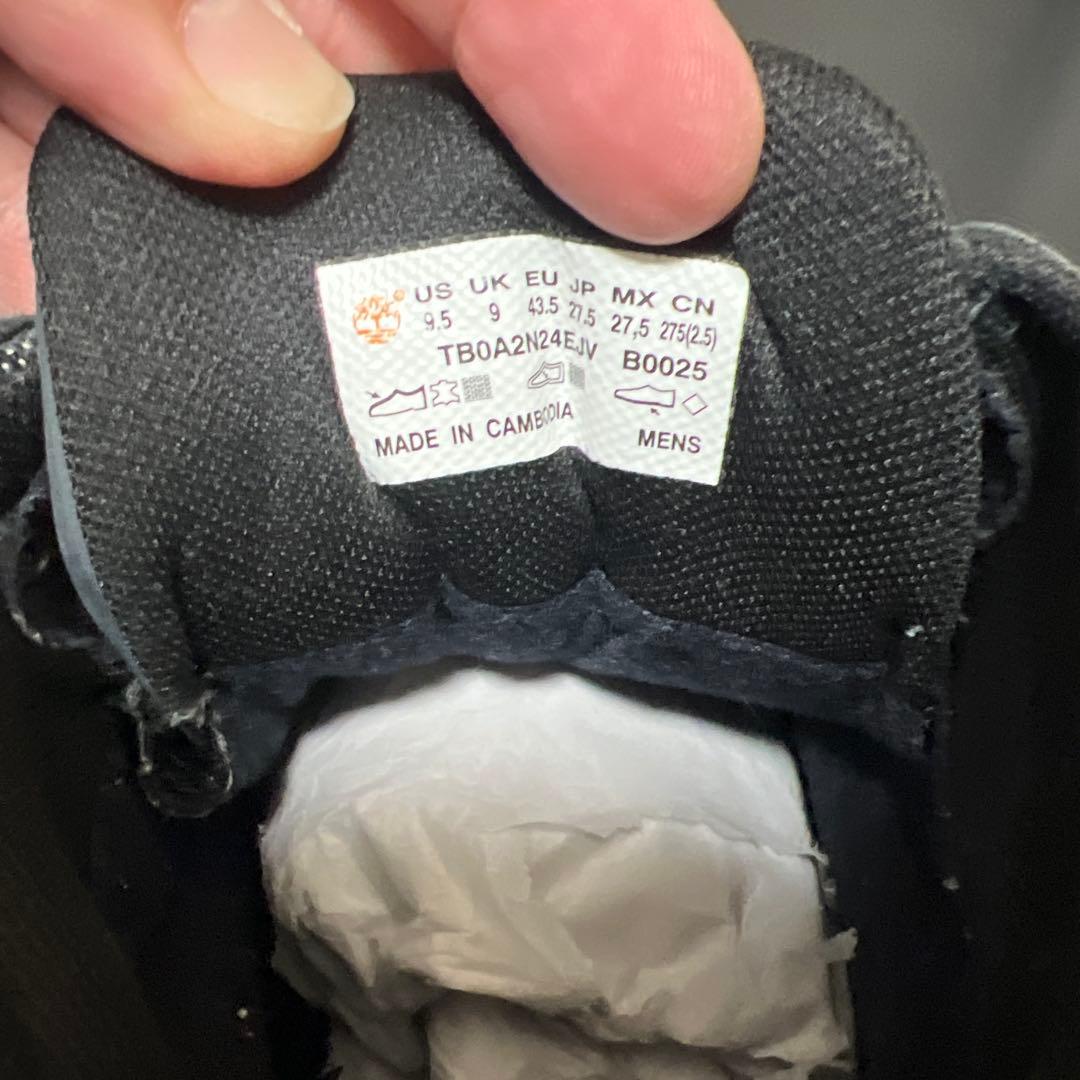 US UK EU JP MX CN
9.5 9 43.5 27.5 27,5 275(2.5)
TB0A2N24EJV B0025
MADE IN CAMBODIA MENS